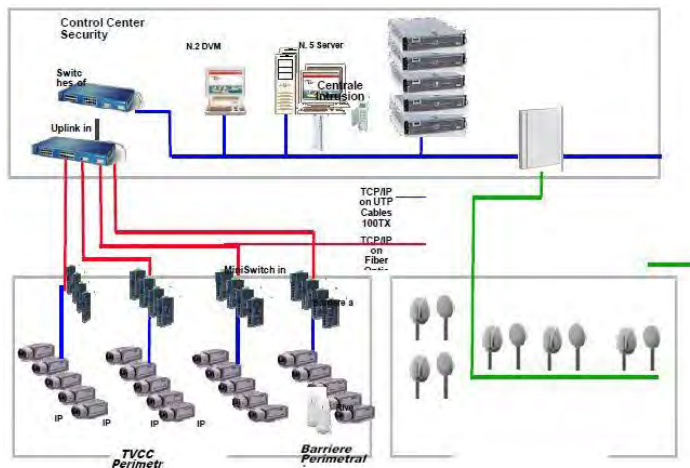 Control Center
Security
N.2 DVM
N. 5 Server
Switc
hes of
Centrale
Intrusion
Uplink in
TCP/IP
on UTP
Cables
100TX
TCP/IP
on
Fiber
Optic
MiniSwitch in
IP
IP
IP
IP
TVCC
Perimetr
Barriere
Perimetral